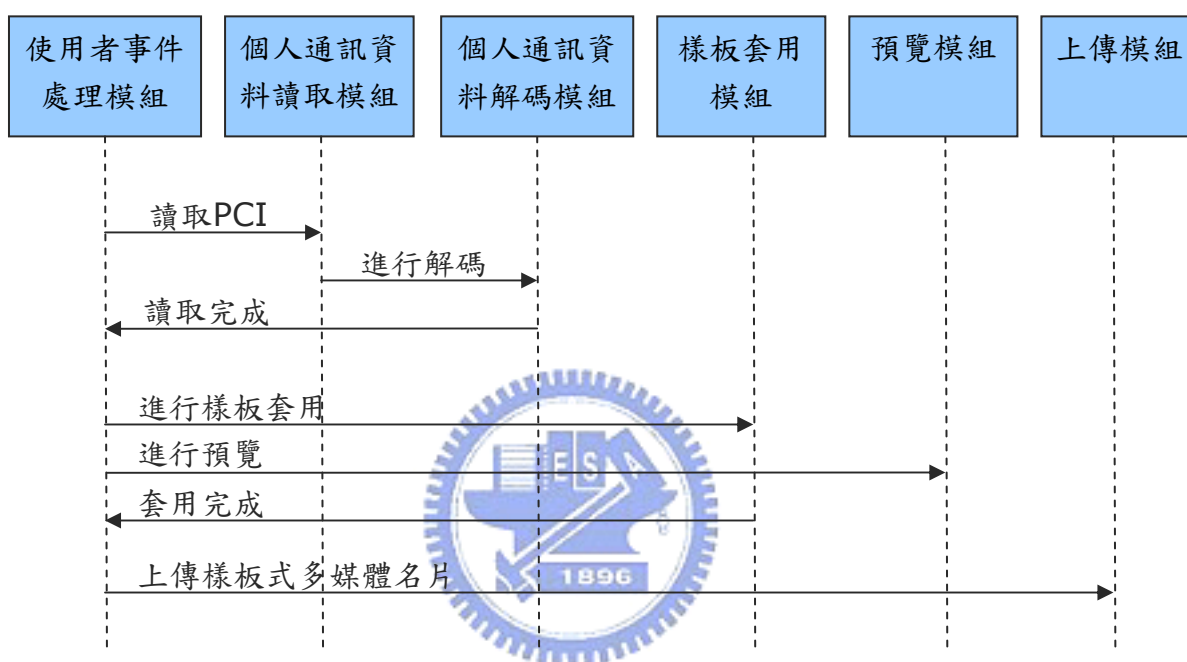 使用者事件
處理模組
個人通訊資
料讀取模組
個人通訊資
料解碼模組
樣板套用
模組
預覽模組
上傳模組
讀取PCI
進行解碼
讀取完成
進行樣板套用
進行預覽
套用完成
上傳樣板式多媒體名片
ESA
1896